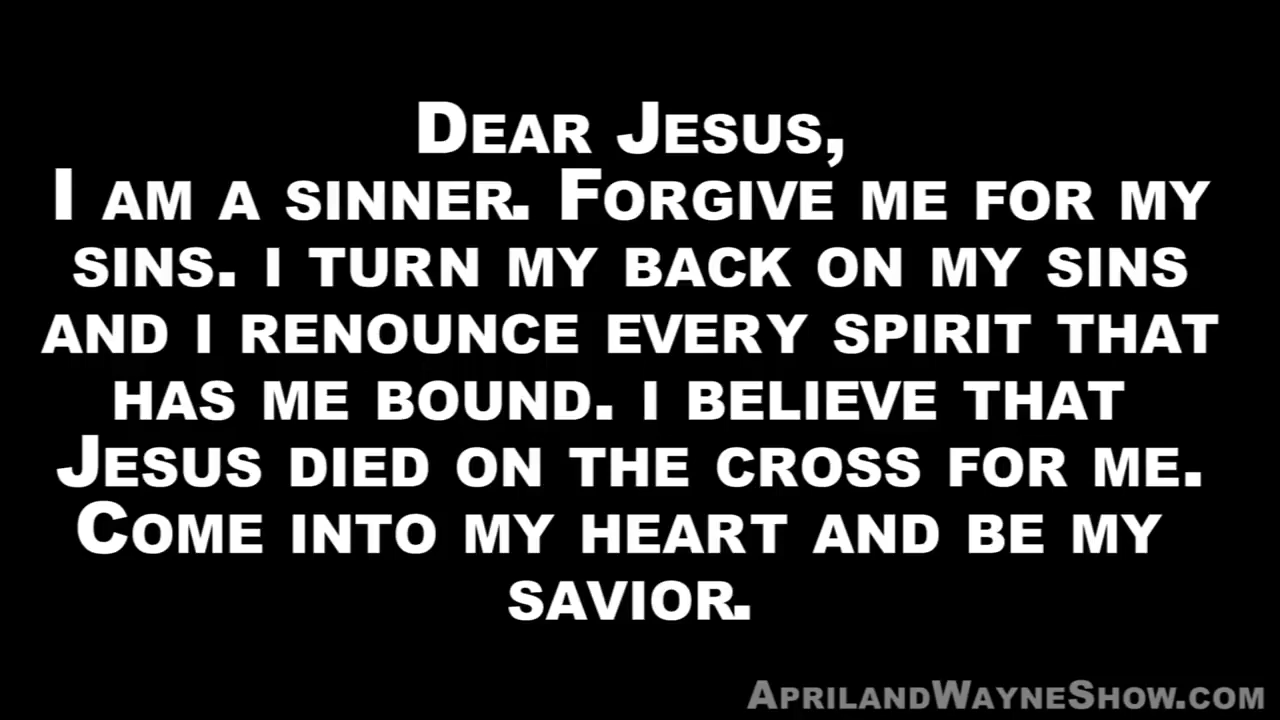 Dear Jesus,
I am a sinner. Forgive me for my
sins. i turn my back on my sins
and i renounce every spirit that
has me bound. i believe that
Jesus died on the cross for me.
Come into my heart and be my
savior.
AprilandWayneShow.com